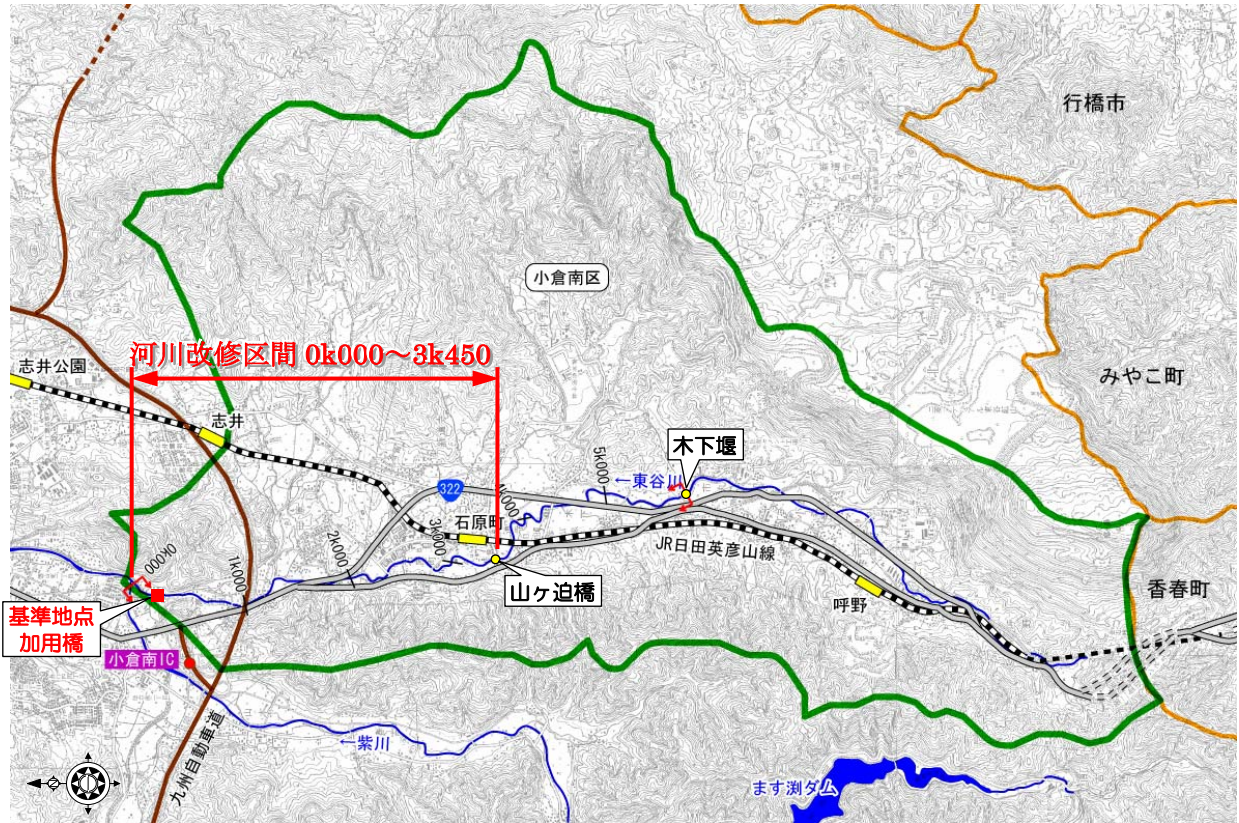 行橋市
小倉南区
河川改修区間 0k000～3k450
志井公園
みやこ町
志井
木下堰
5k000
←東谷川
322
4k000
石原町
3k000
2k000
JR日田英彦山線
0k000
1k000
山ヶ迫橋
呼野
香春町
基準地点
加用橋
小倉南IC
九州自動車道
←紫川
ます渕ダム